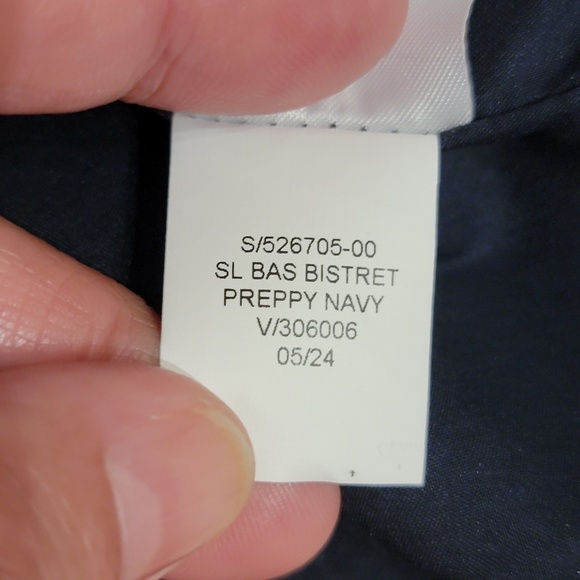 S/526705-00
SL BAS BISTRET
PREPPY NAVY
V/306006
05/24